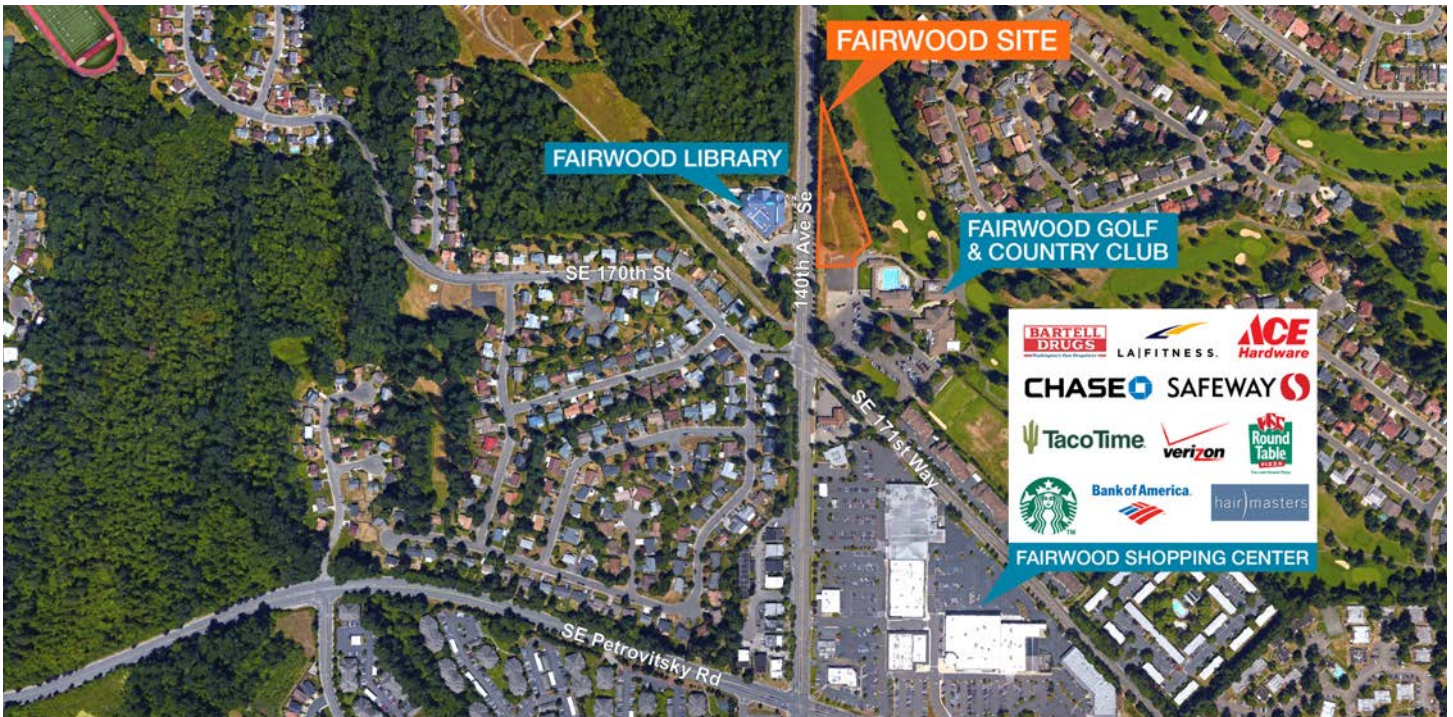 FAIRWOOD SITE
FAIRWOOD LIBRARY
140th Ave Se
FAIRWOOD GOLF
& COUNTRY CLUB
SE 170th St
SE 171st Way
SE Petrovitsky Rd
BARTELL
DRUGS
LA|FITNESS.
ACE
Hardware
CHASE
SAFEWAY
TacoTime
verizon
Round
Table
PIZZA
TM
Bank of America
hair)masters
FAIRWOOD SHOPPING CENTER